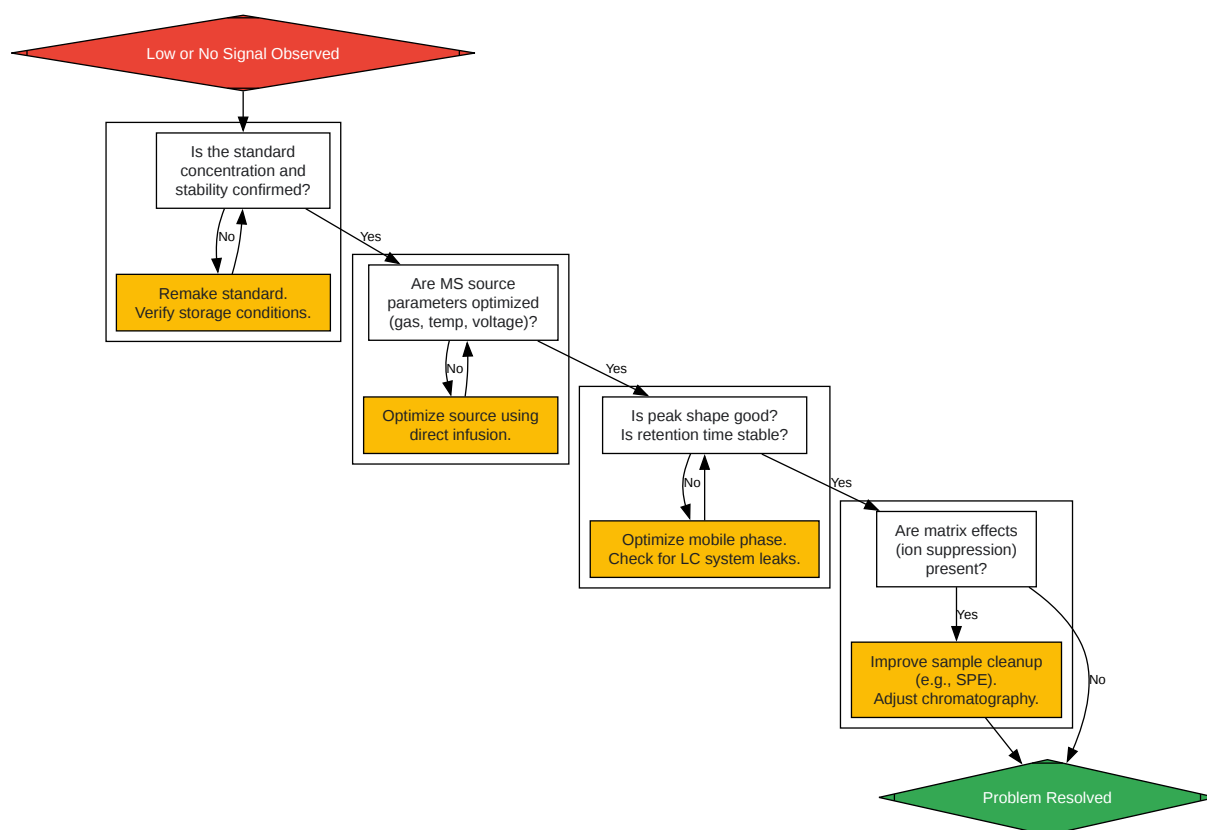 Low or No Signal Observed
Is the standard
concentration and
stability confirmed?
No
Yes
Remake standard.
Verify storage conditions.
Are MS source
parameters optimized
(gas, temp, voltage)?
No
Yes
Optimize source using
direct infusion.
Is peak shape good?
Is retention time stable?
No
Yes
Optimize mobile phase.
Check for LC system leaks.
Are matrix effects
(ion suppression)
present?
Yes
No
Improve sample cleanup
(e.g., SPE).
Adjust chromatography.
Problem Resolved